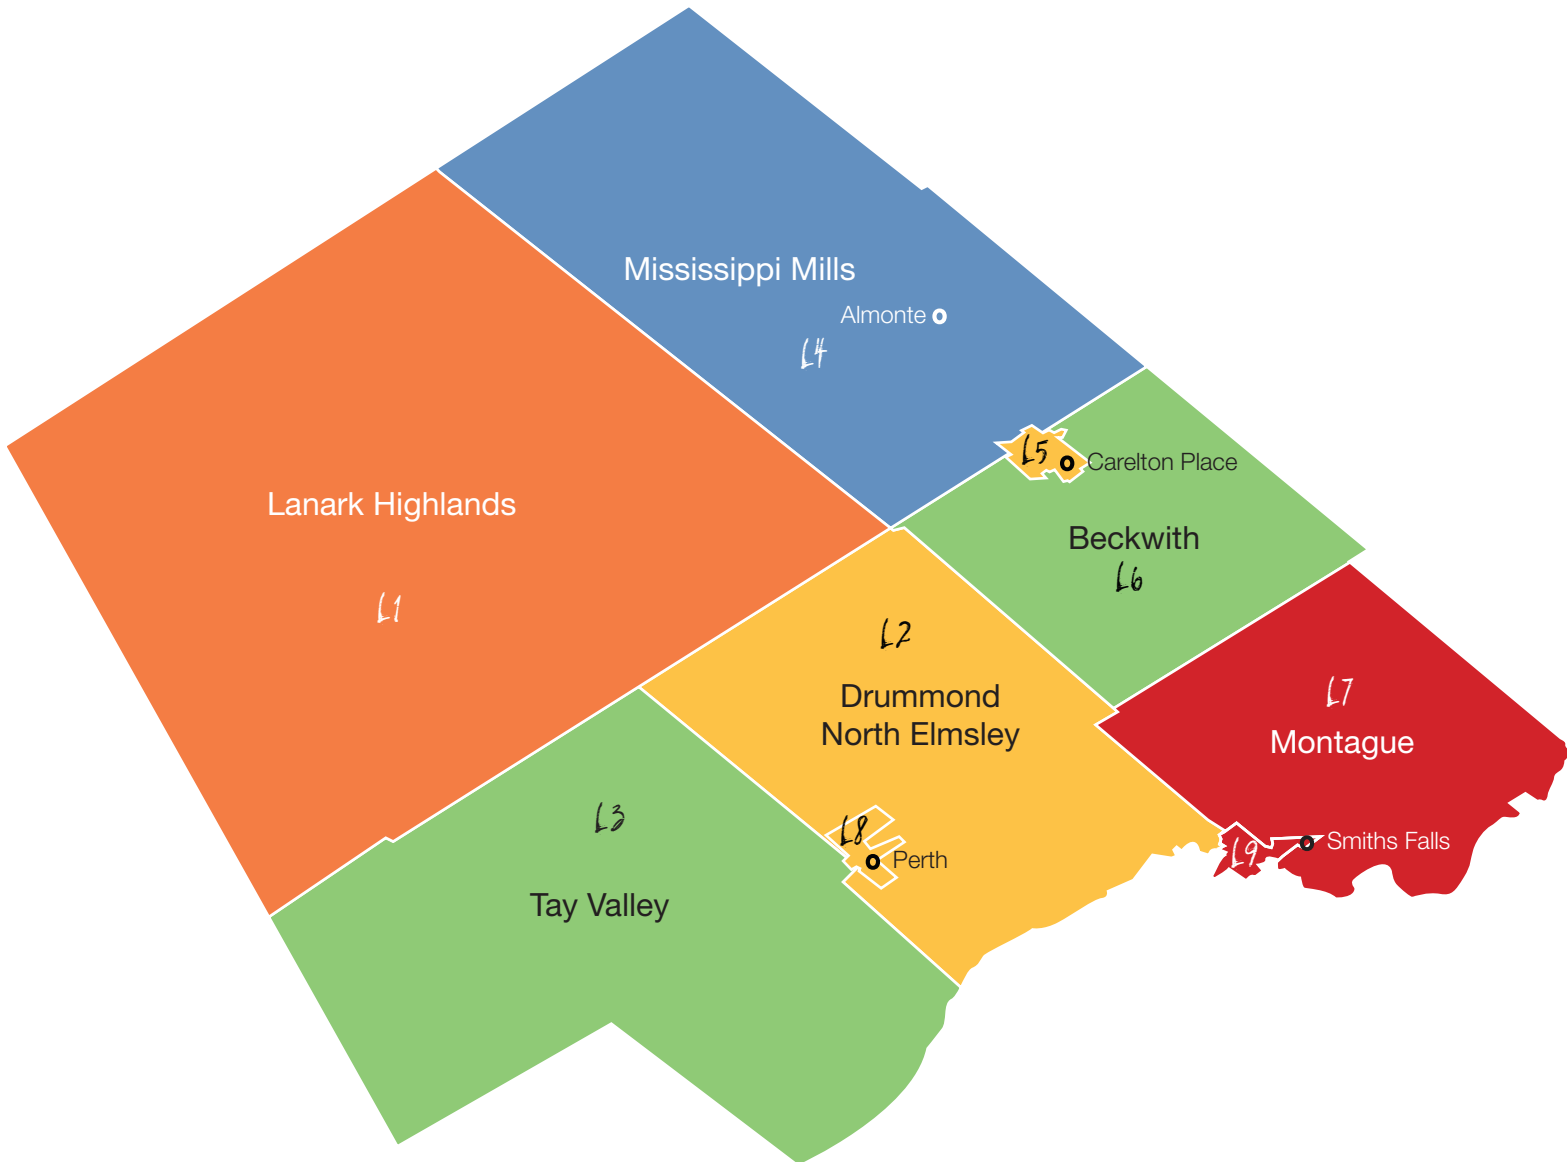 Mississippi Mills
Almonte
L4
L5
Carelton Place
Lanark Highlands
Beckwith
L6
L1
L2
L7
Drummond
North Elmsley
Montague
L3
L8
Perth
L9
Smiths Falls
Tay Valley